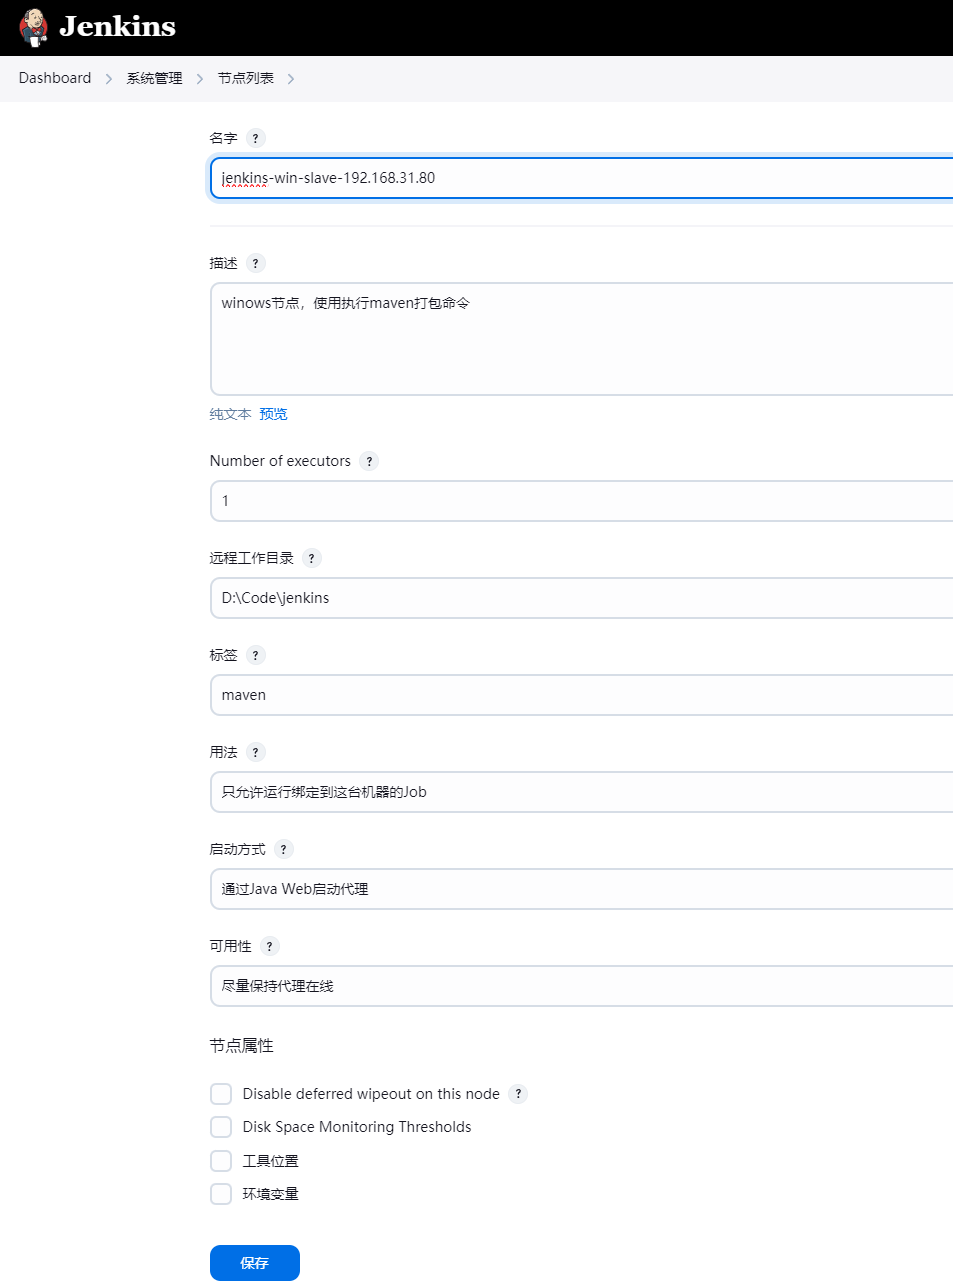 Jenkins
Dashboard > 系统管理 > 节点列表 >
名字 ?
jenkins-win-slave-192.168.31.80
描述 ?
winows节点，使用执行maven打包命令
纯文本 预览
Number of executors ?
1
远程工作目录 ?
D:\Code\jenkins
标签 ?
maven
用法 ?
只允许运行绑定到这台机器的Job
启动方式 ?
通过Java Web启动代理
可用性 ?
尽量保持代理在线
节点属性
Disable deferred wipeout on this node ?
Disk Space Monitoring Thresholds
工具位置
环境变量
保存